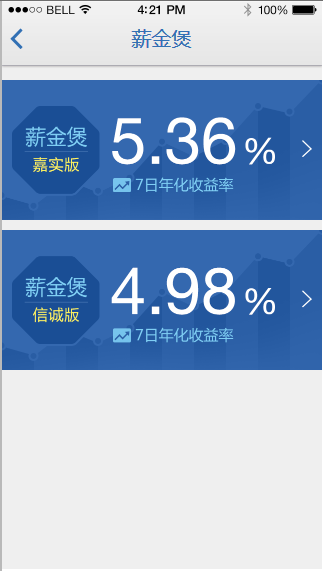 BELL 4:21 PM 100%
薪金煲
薪金煲
嘉实版
5.36%
7日年化收益率
薪金煲
信诚版
4.98%
7日年化收益率